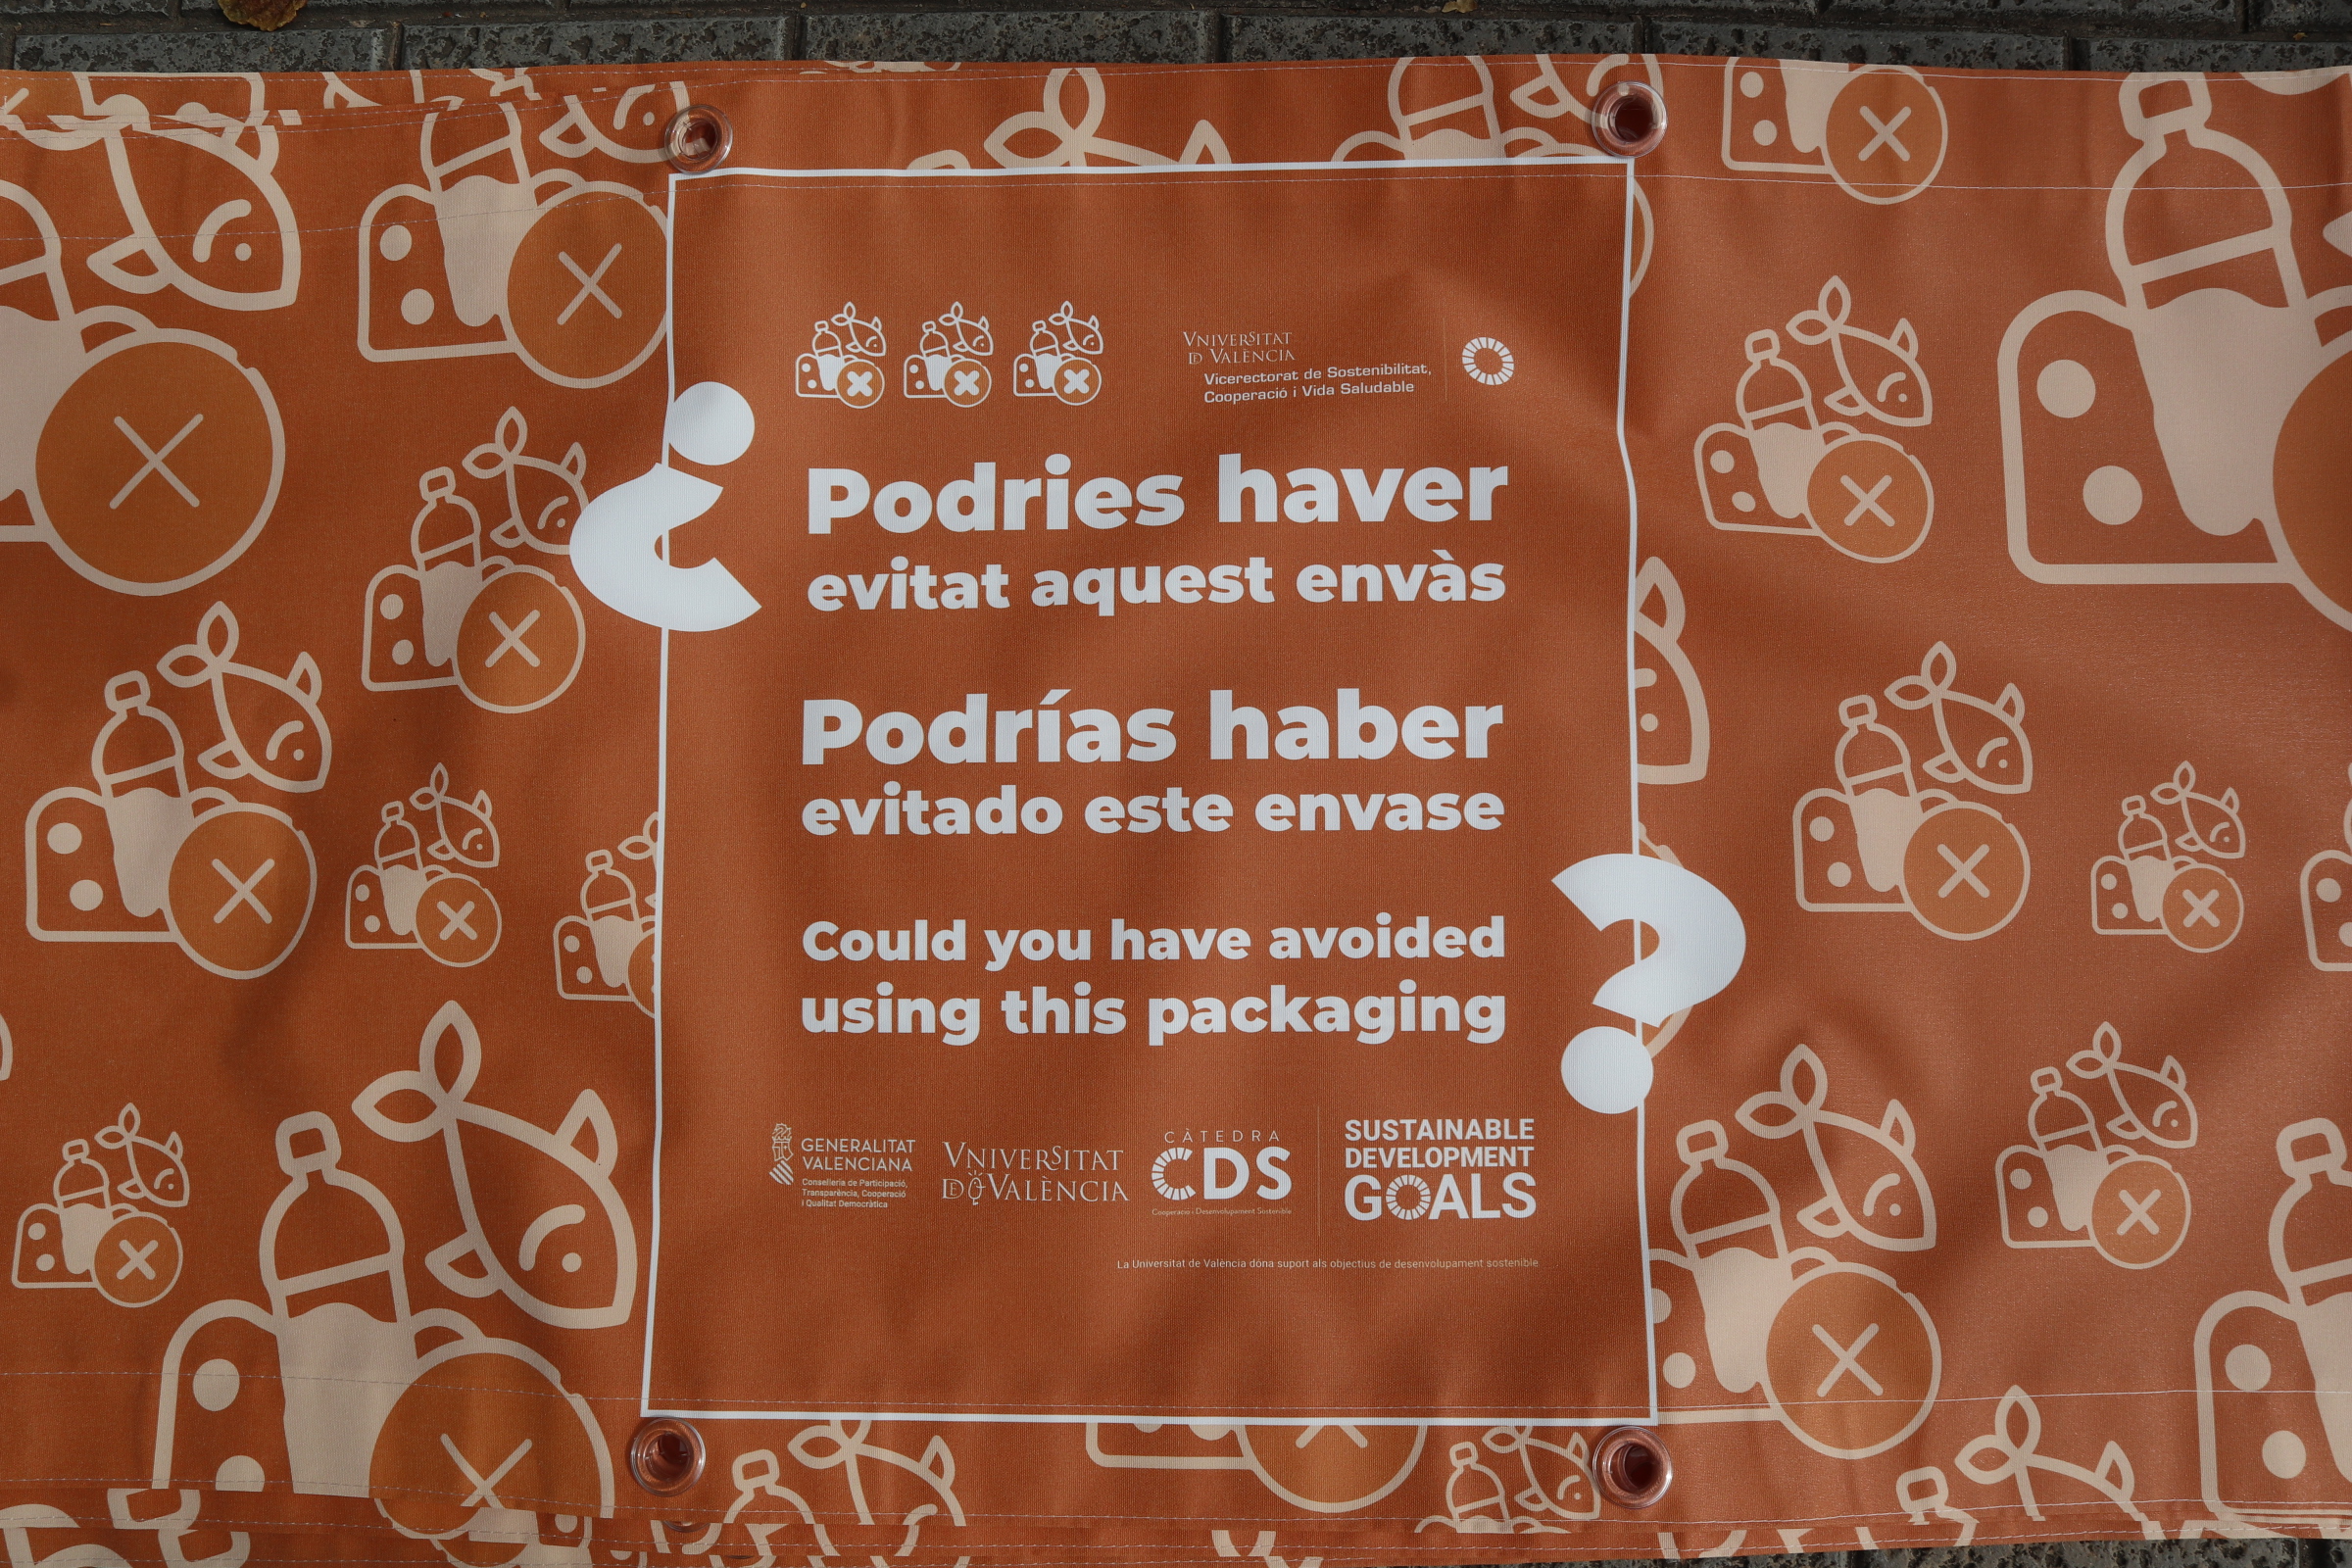 VNIVERSITAT
D VALÈNCIA
Vicerectorat de Sostenibilitat,
Cooperació i Vida Saludable
¿
Podries haver
evitat aquest envàs
Podrías haber
evitado este envase
Could you have avoided
using this packaging
?
GENERALITAT
VALENCIANA
Conselleria de Participació,
Transparència, Cooperació
i Qualitat Democràtica
VNIVERSITAT
D VALÈNCIA
CÀTEDRA
CDS
Cooperació i Desenvolupament Sostenible
SUSTAINABLE
DEVELOPMENT
GOALS
La Universitat de València dóna suport als objectius de desenvolupament sostenible